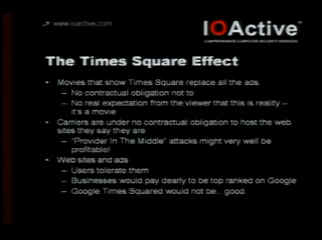 www.ioactive.com
IOActive™
COMPREHENSIVE COMPUTER SECURITY SERVICES
The Times Square Effect
• Movies that show Times Square replace all the ads.
– No contractual obligation not to
– No real expectation from the viewer that this is reality –
it's a movie
• Carriers are under no contractual obligation to host the web
sites they say they are
– "Provider In The Middle" attacks might very well be
profitable!
• Web sites and ads
– Users tolerate them
– Businesses would pay dearly to be top ranked on Google
– Google Times Squared would not be... good.